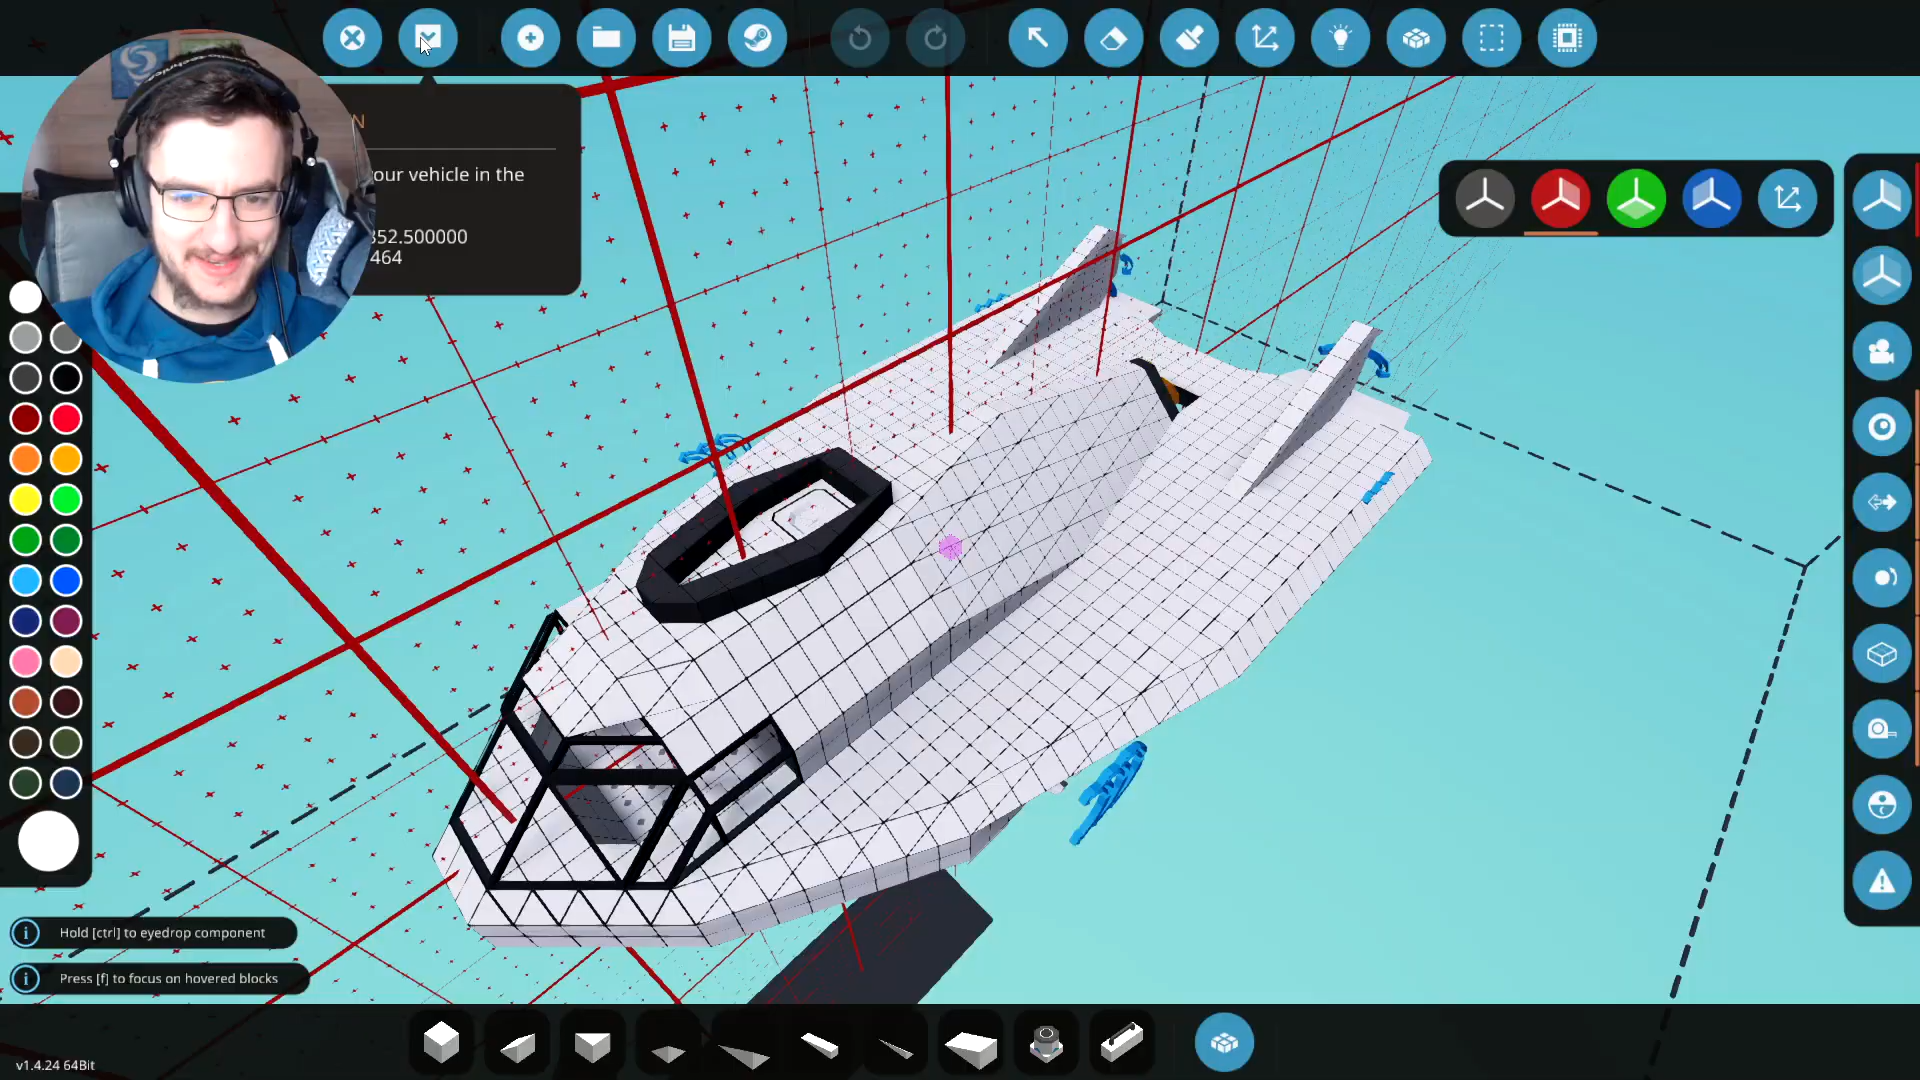 our vehicle in the
352.500000
464
Hold [ctrl] to eyedrop component
Press [f] to focus on hovered blocks
v1.4.24 64Bit